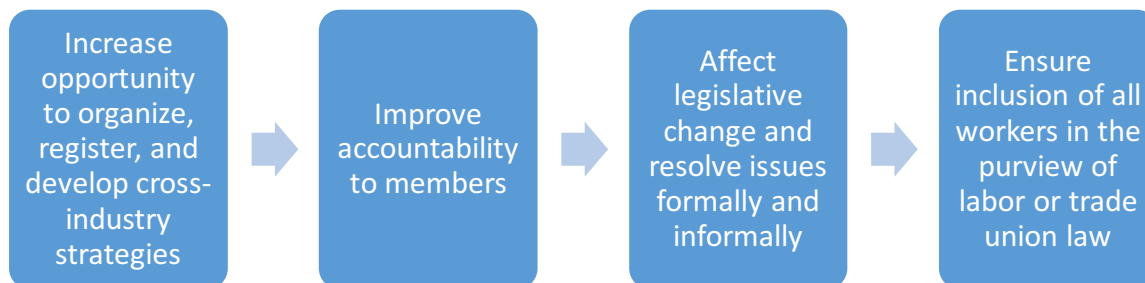 Increase
opportunity
to organize,
register, and
develop cross-
industry
strategies
Improve
accountability
to members
Affect
legislative
change and
resolve issues
formally and
informally
Ensure
inclusion of all
workers in the
purview of
labor or trade
union law